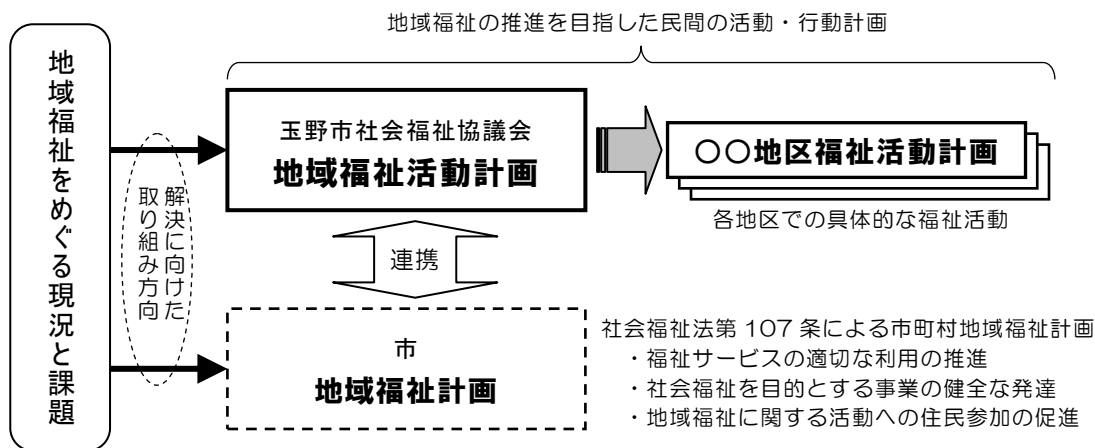 地域福祉の推進を目指した民間の活動・行動計画
地域福祉をめぐる現況と課題
解決に向けた
取り組み方向
玉野市社会福祉協議会
地域福祉活動計画
〇〇地区福祉活動計画
各地区での具体的な福祉活動
連携
市
地域福祉計画
社会福祉法第 107 条による市町村地域福祉計画
・福祉サービスの適切な利用の推進
・社会福祉を目的とする事業の健全な発達
・地域福祉に関する活動への住民参加の促進